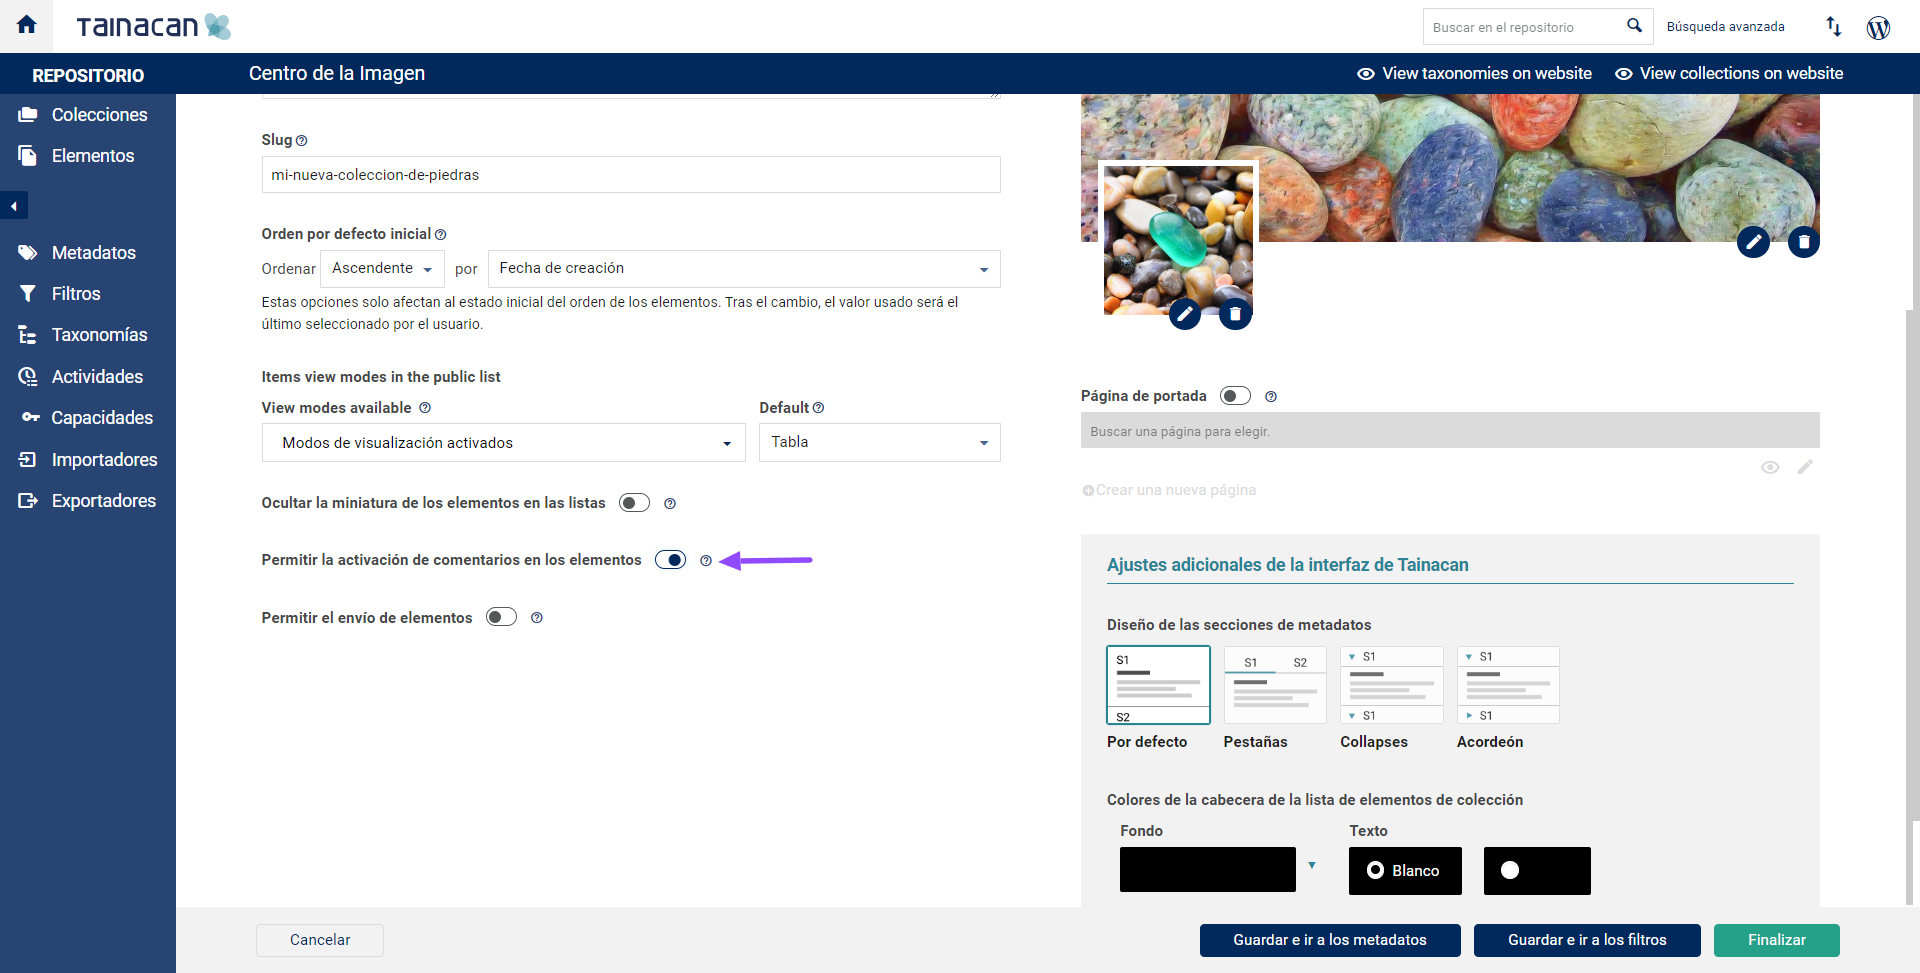 TAINACAN
Buscar en el repositorio
Búsqueda avanzada
REPOSITORIO
Centro de la Imagen
View taxonomies on website
View collections on website
Colecciones
Elementos
Metadatos
Filtros
Taxonomías
Actividades
Capacidades
Importadores
Exportadores
Slug
mi-nueva-coleccion-de-piedras
Orden por defecto inicial
Ordenar Ascendente por Fecha de creación
Estas opciones solo afectan al estado inicial del orden de los elementos. Tras el cambio, el valor usado será el
último seleccionado por el usuario.
Items view modes in the public list
View modes available
Default
Modos de visualización activados
Tabla
Ocultar la miniatura de los elementos en las listas
Permitir la activación de comentarios en los elementos
Permitir el envío de elementos
Página de portada
Buscar una página para elegir.
Crear una nueva página
Ajustes adicionales de la interfaz de Tainacan
Diseño de las secciones de metadatos
S1
S2
S1 S2
S1
S1
S1
S1
Por defecto
Pestañas
Collapses
Acordeón
Colores de la cabecera de la lista de elementos de colección
Fondo
Texto
Blanco
Cancelar
Guardar e ir a los metadatos
Guardar e ir a los filtros
Finalizar